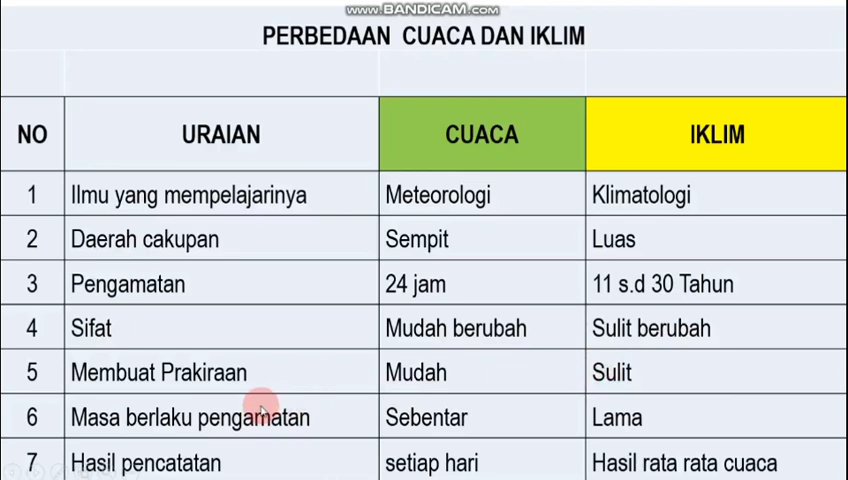 WWW.BANDICAM.COM
PERBEDAAN CUACA DAN IKLIM
NO URAIAN CUACA IKLIM
1 Ilmu yang mempelajarinya Meteorologi Klimatologi
2 Daerah cakupan Sempit Luas
3 Pengamatan 24 jam 11 s.d 30 Tahun
4 Sifat Mudah berubah Sulit berubah
5 Membuat Prakiraan Mudah Sulit
6 Masa berlaku pengamatan Sebentar Lama
7 Hasil pencatatan setiap hari Hasil rata rata cuaca